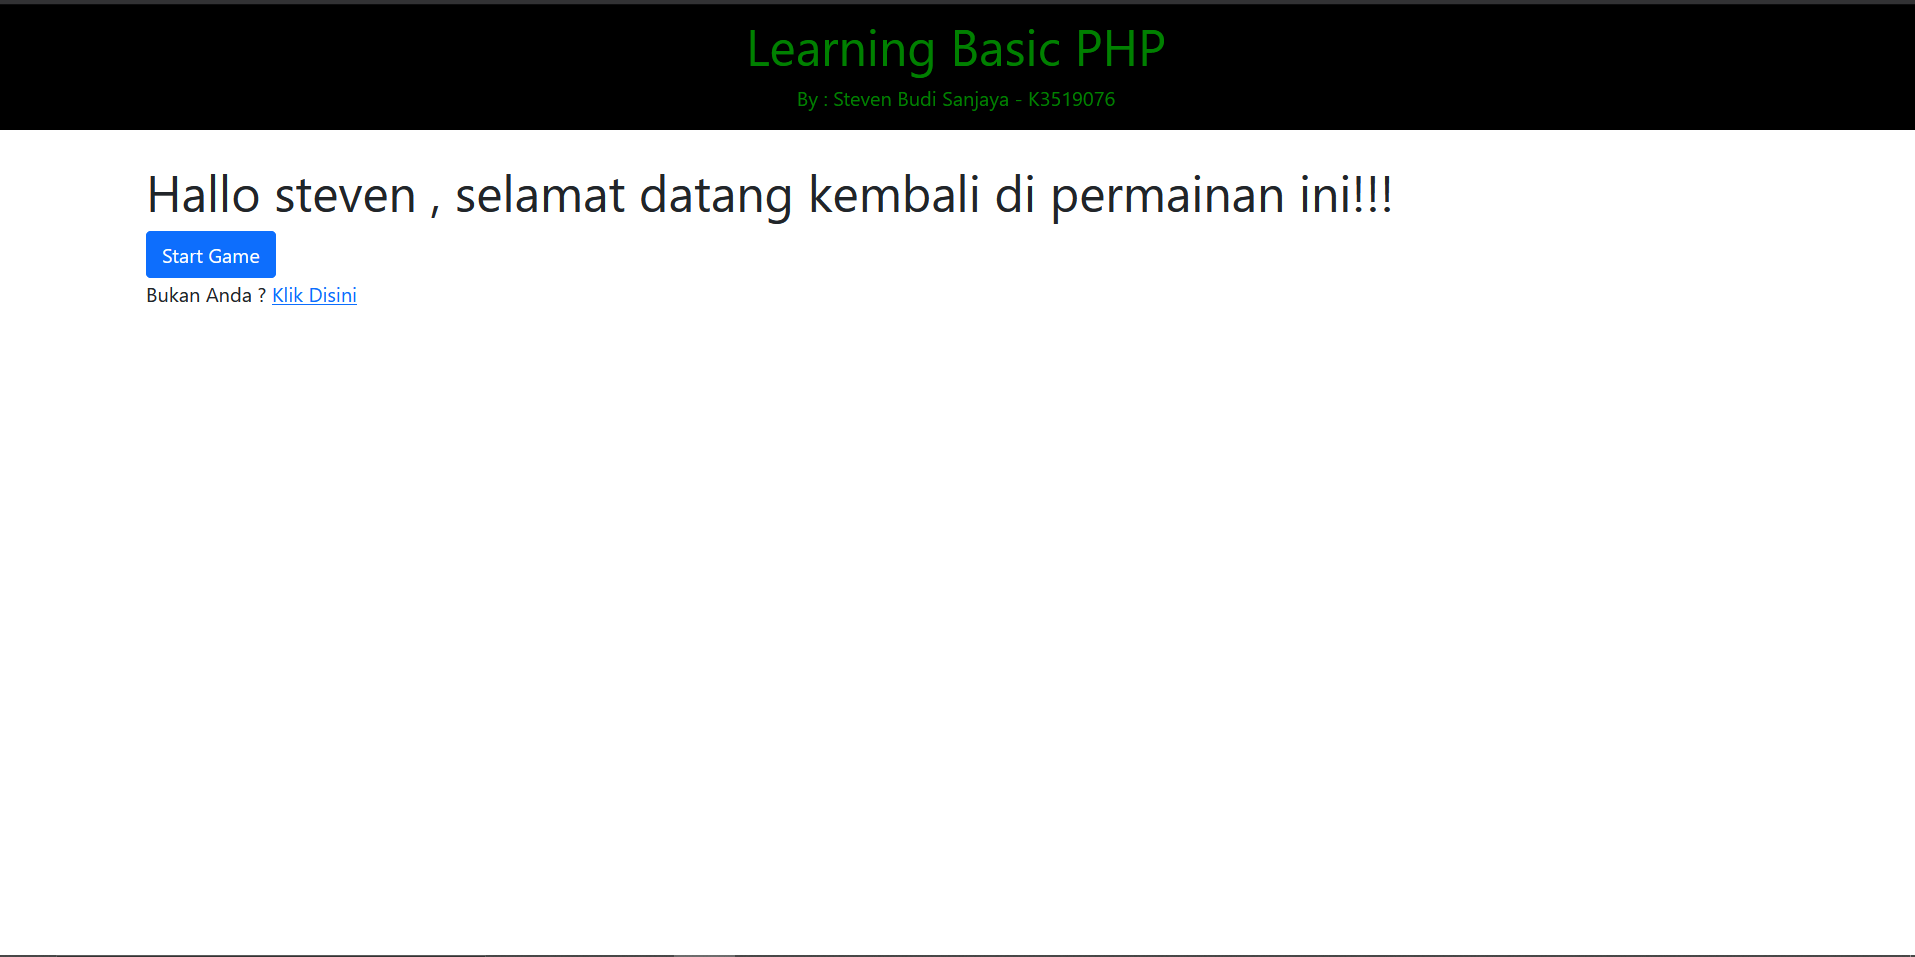 Learning Basic PHP
By : Steven Budi Sanjaya - K3519076
Hallo steven , selamat datang kembali di permainan ini!!!
Start Game
Bukan Anda ? Klik Disini